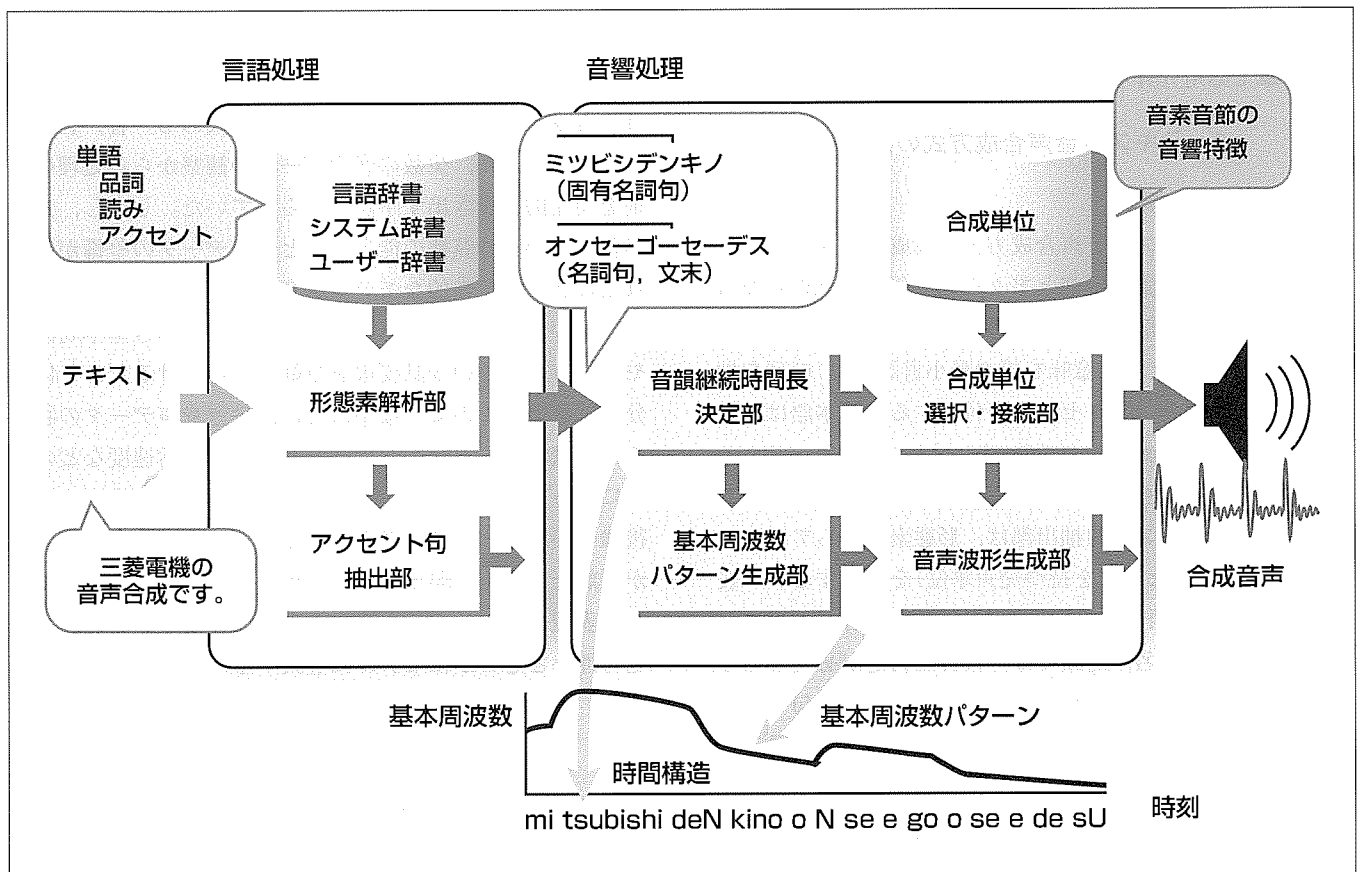 言語処理
音響処理
単語
品詞
読み
アクセント
言語辞書
システム辞書
ユーザー辞書
ミツビシデンキノ
(固有名詞句)
オンセーゴーセーデス
(名詞句,文末)
合成単位
音素音節の
音響特徴
テキスト
形態素解析部
音韻継続時間長
決定部
合成単位
選択・接続部
三菱電機の
音声合成です。
アクセント句
抽出部
基本周波数
パターン生成部
音声波形生成部
合成音声
基本周波数
基本周波数パターン
時間構造
時刻
mi tsubishi deN kino o N se e go o se e de sU